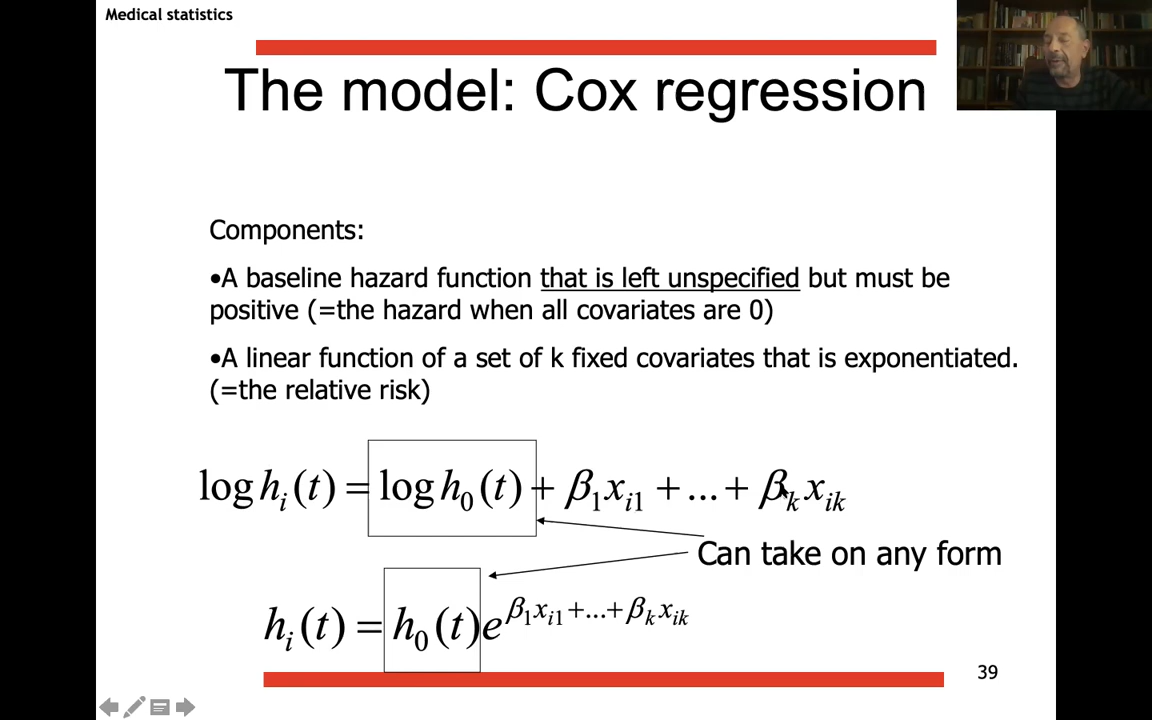 Medical statistics
The model: Cox regression
Components:
•A baseline hazard function that is left unspecified but must be
positive (=the hazard when all covariates are 0)
•A linear function of a set of k fixed covariates that is exponentiated.
(=the relative risk)
log hᵢ(t) = log h₀(t) + β₁xᵢ₁ + ... + βₖxᵢₖ
Can take on any form
hᵢ(t) = h₀(t)e^{β₁xᵢ₁+...+βₖxᵢₖ}
39